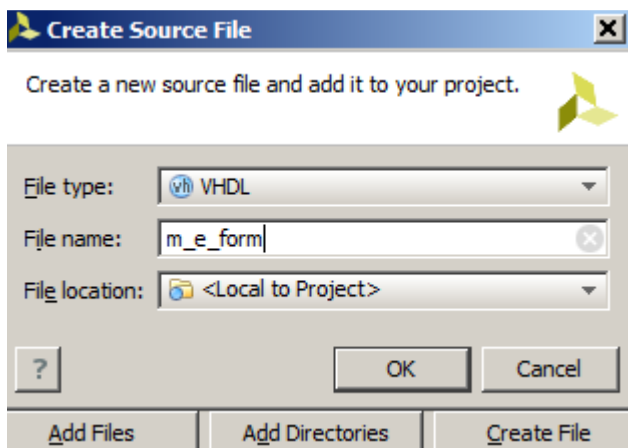 Create Source File
Create a new source file and add it to your project.
File type: vh VHDL
File name: m_e_form
File location: <Local to Project>
? OK Cancel
Add Files Add Directories Create File